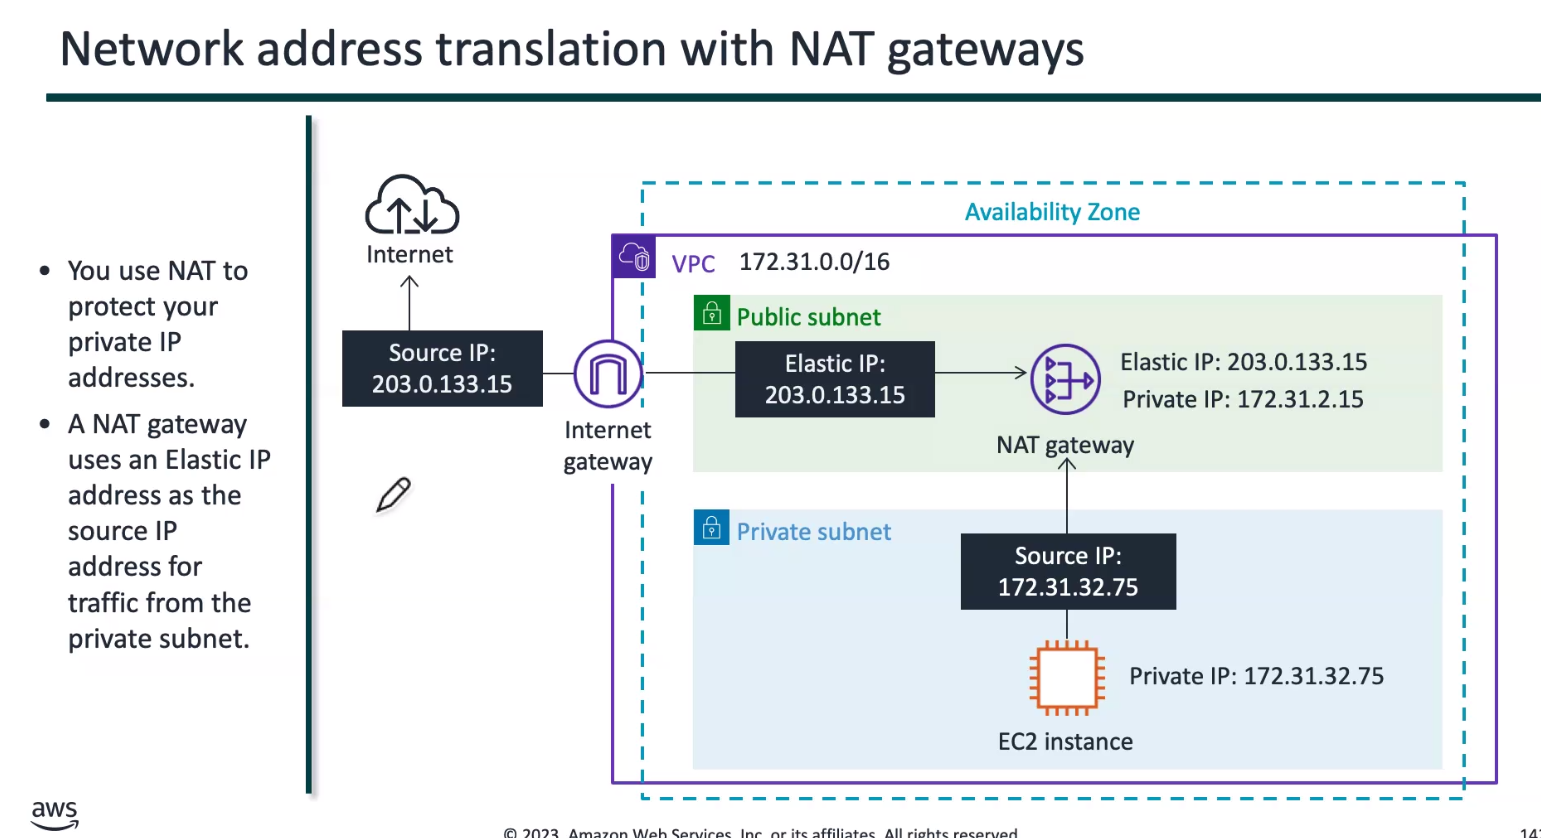 Network address translation with NAT gateways
• You use NAT to
protect your
private IP
addresses.
• A NAT gateway
uses an Elastic IP
address as the
source IP
address for
traffic from the
private subnet.
Internet
Source IP:
203.0.133.15
Internet
gateway
Availability Zone
VPC 172.31.0.0/16
Public subnet
Elastic IP:
203.0.133.15
Elastic IP: 203.0.133.15
Private IP: 172.31.2.15
NAT gateway
Private subnet
Source IP:
172.31.32.75
Private IP: 172.31.32.75
EC2 instance
aws
© 2023, Amazon Web Services, Inc. or its affiliates. All rights reserved.